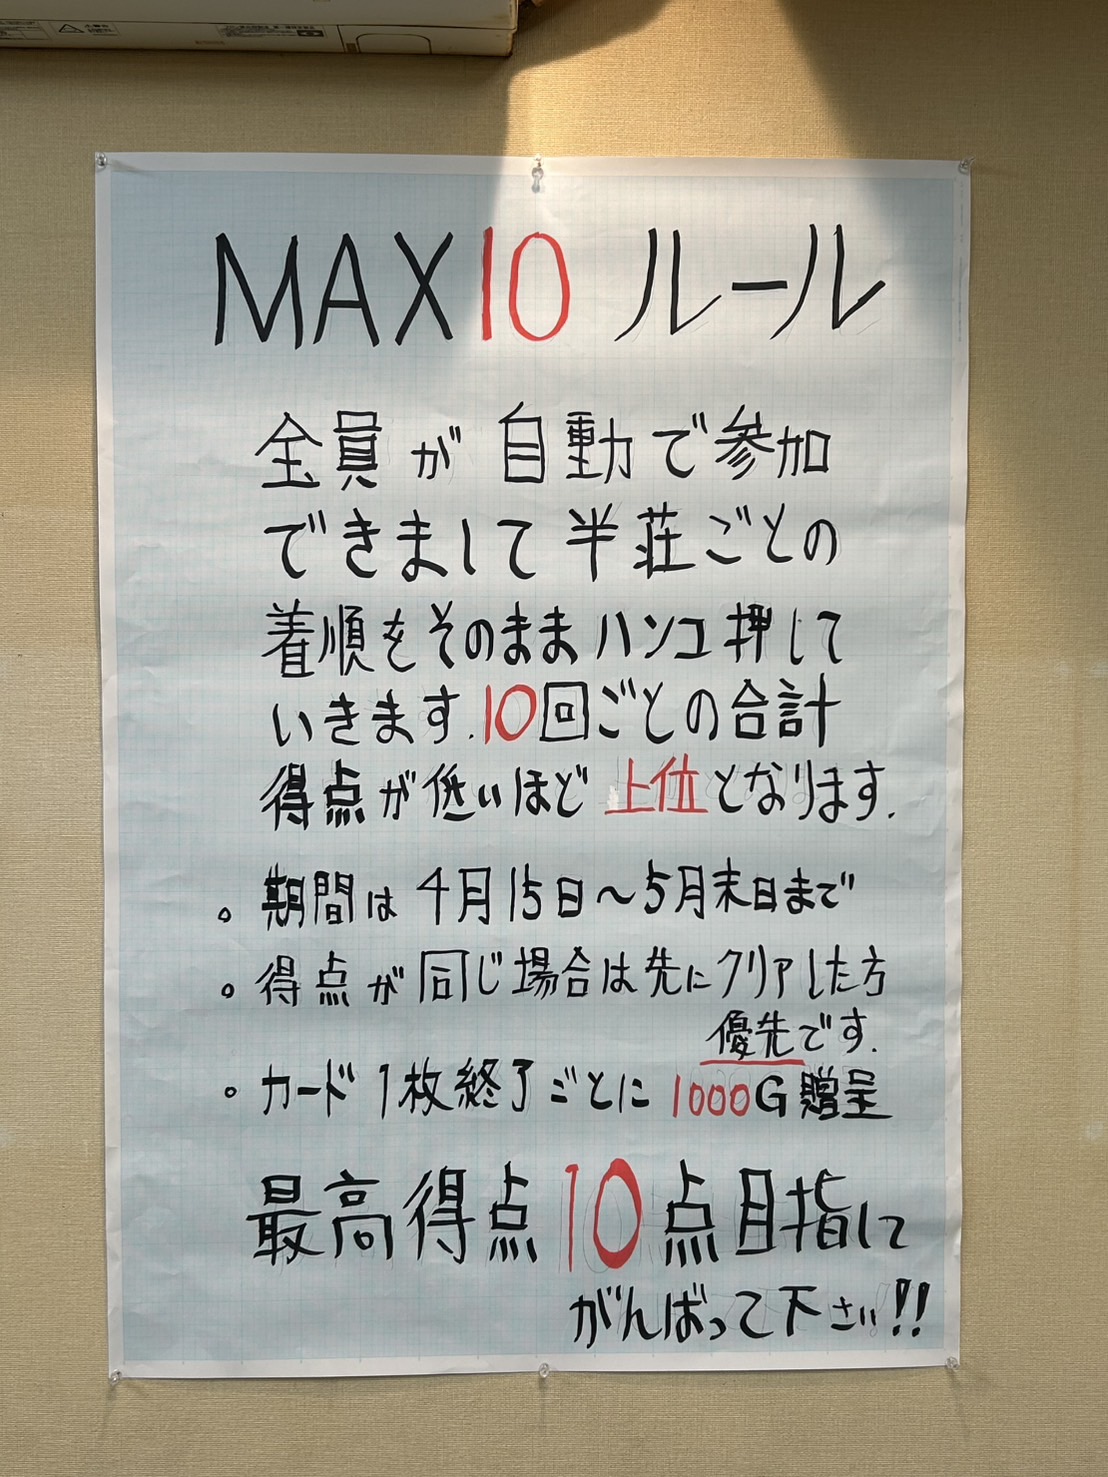 MAX10 ルール
全員が自動で参加
できまして半荘ごとの
着順をそのままハンコ押して
いきます.10回ごとの合計
得点が低いほど上位となります.
。期間は4月15日～5月末日まで
。得点が同じ場合は先にクリアした方
優先です.
。カード1枚終了ごとに1000G贈呈
最高得点10点目指して
がんばって下さい!!